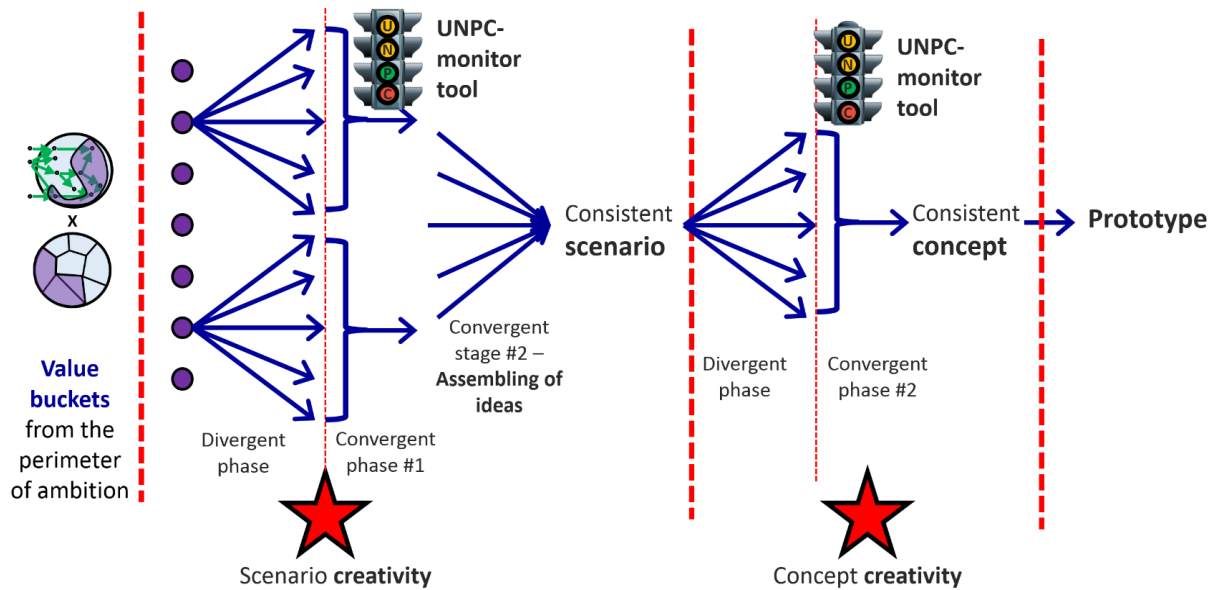 U
N
P
C
UNPC-
monitor
tool
U
N
P
C
UNPC-
monitor
tool
x
Value
buckets
from the
perimeter
of ambition
Divergent
phase
Convergent
phase #1
Convergent
stage #2 –
Assembling of
ideas
Consistent
scenario
Divergent
phase
Convergent
phase #2
Consistent
concept
Prototype
Scenario creativity
Concept creativity